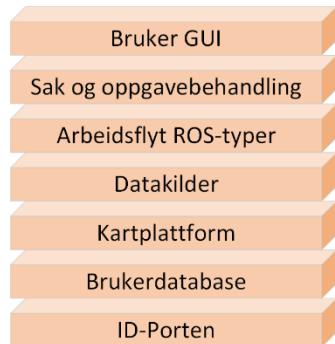 Bruker GUI
Sak og oppgavebehandling
Arbeidsflyt ROS-typer
Datakilder
Kartplattform
Brukerdatabase
ID-Porten